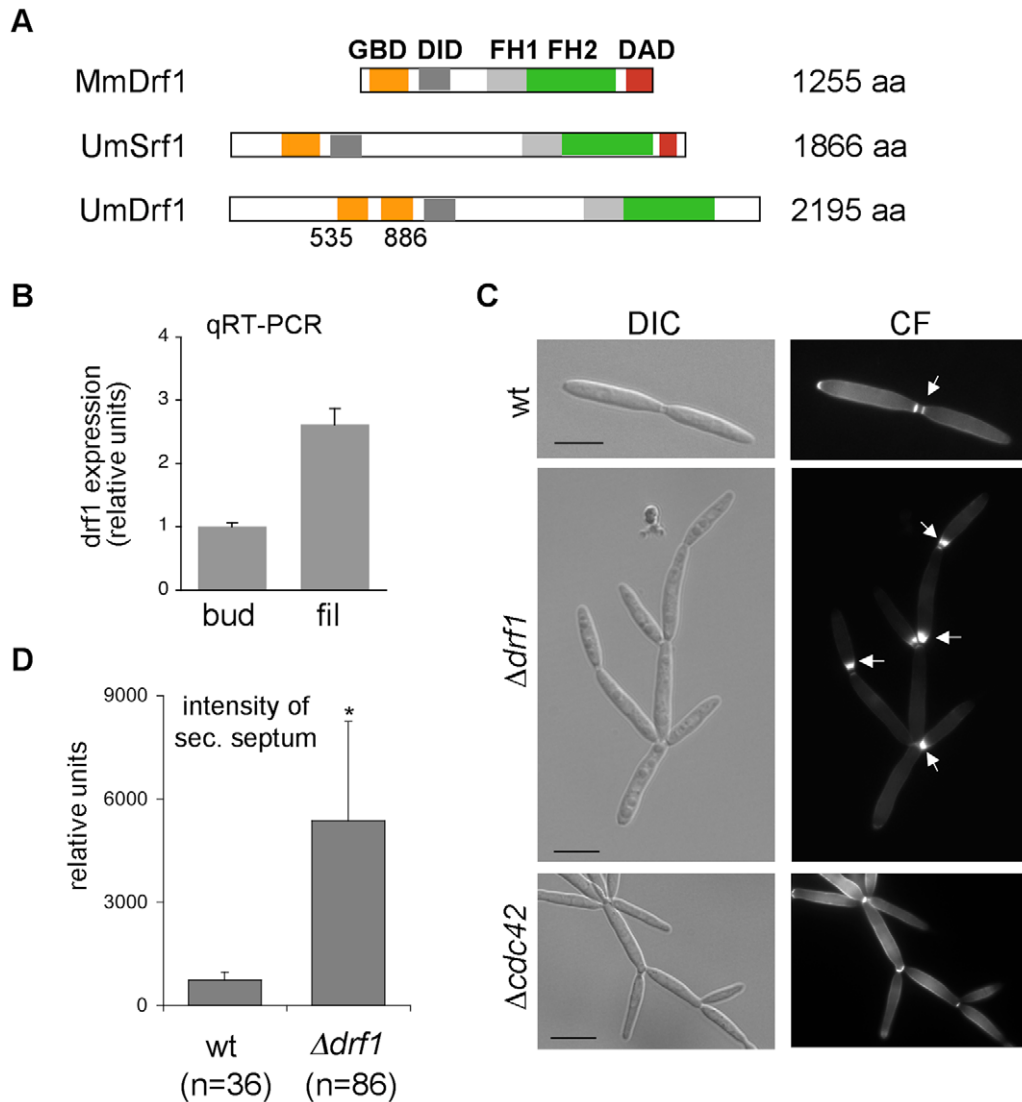 A
GBD DID FH1 FH2 DAD
MmDrf1 1255 aa
UmSrf1 1866 aa
UmDrf1 2195 aa
535 886
B
qRT-PCR
drf1 expression
(relative units)
4
3
2
1
0
bud fil
C
DIC CF
wt
Δdrf1
Δcdc42
D
intensity of
sec. septum
*
relative units
9000
6000
3000
0
wt Δdrf1
(n=36) (n=86)